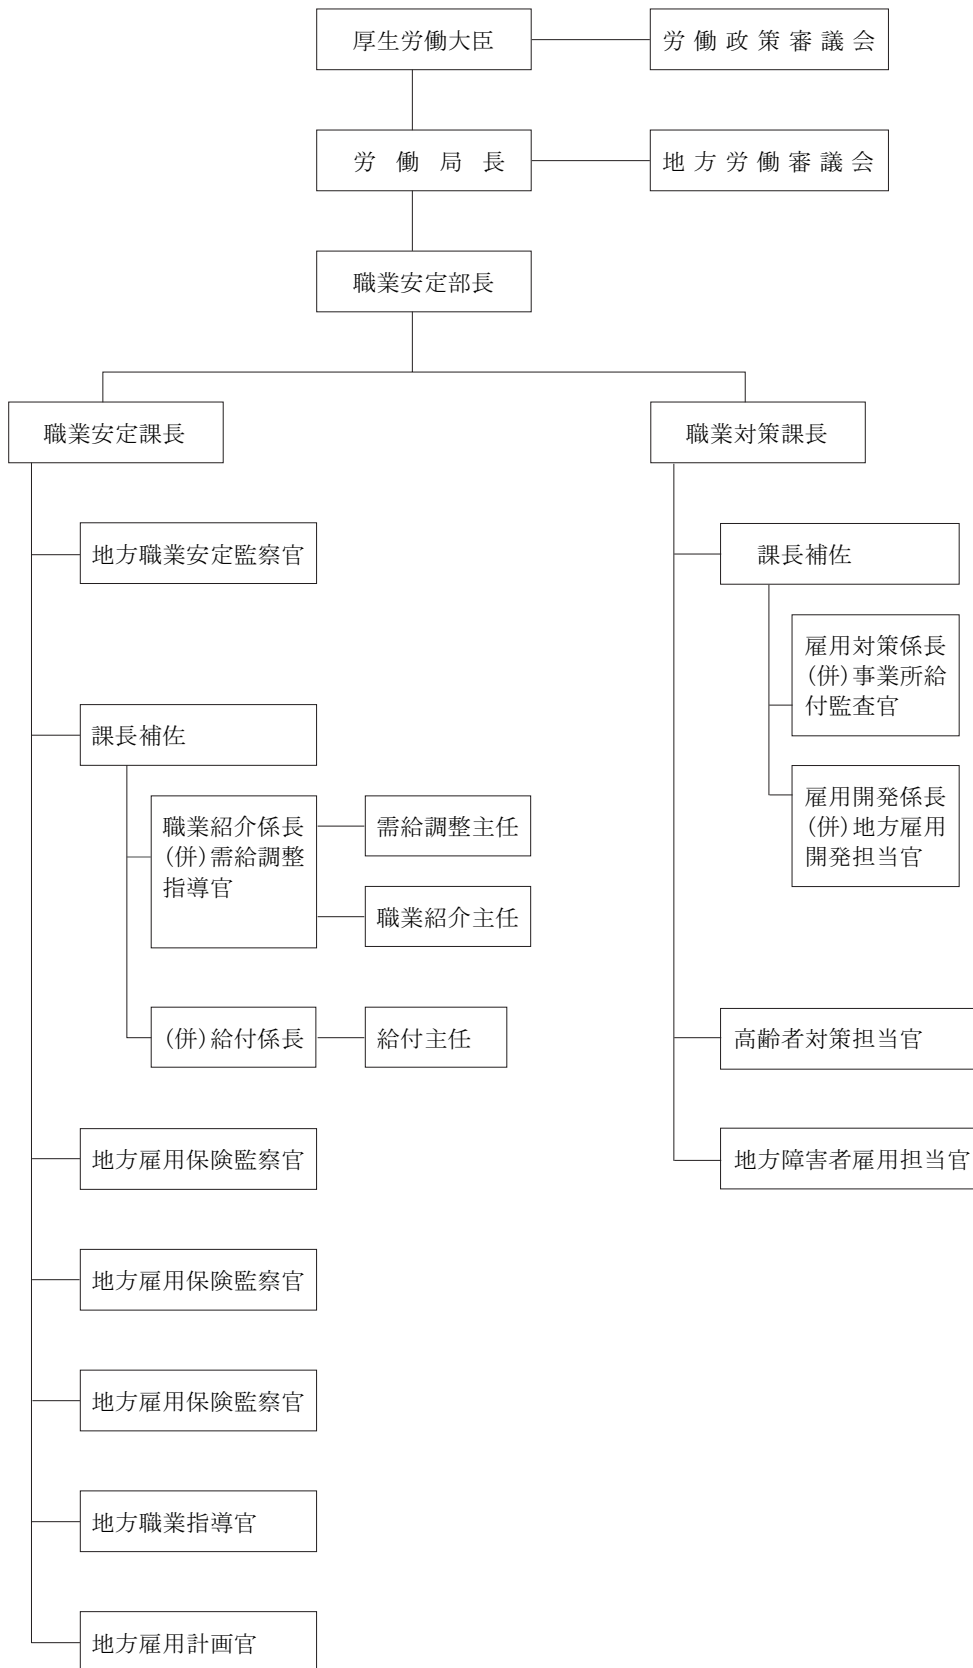 厚生労働大臣
労働政策審議会
労働局長
地方労働審議会
職業安定部長
職業安定課長
職業対策課長
地方職業安定監察官
課長補佐
職業紹介係長
(併)需給調整
指導官
需給調整主任
職業紹介主任
(併)給付係長
給付主任
地方雇用保険監察官
地方雇用保険監察官
地方雇用保険監察官
地方職業指導官
地方雇用計画官
課長補佐
雇用対策係長
(併)事業所給
付監査官
雇用開発係長
(併)地方雇用
開発担当官
高齢者対策担当官
地方障害者雇用担当官